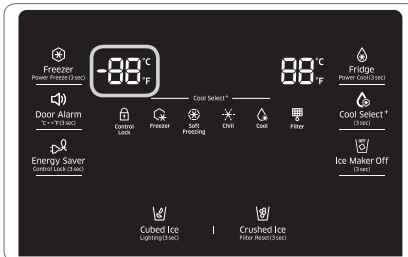 Freezer
Power Freeze (3 sec)
-88°C
°F
88°C
°F
Fridge
Power Cool (3 sec)
Cool Select+
Door Alarm
°C↔°F (3 sec)
Control
Lock
Freezer
Soft
Freezing
Chill
Cool
Filter
Cool Select+
(3 sec)
Energy Saver
Control Lock (3 sec)
OFF
Ice Maker Off
(3 sec)
Cubed Ice
Lighting (3 sec)
Crushed Ice
Filter Reset (3 sec)